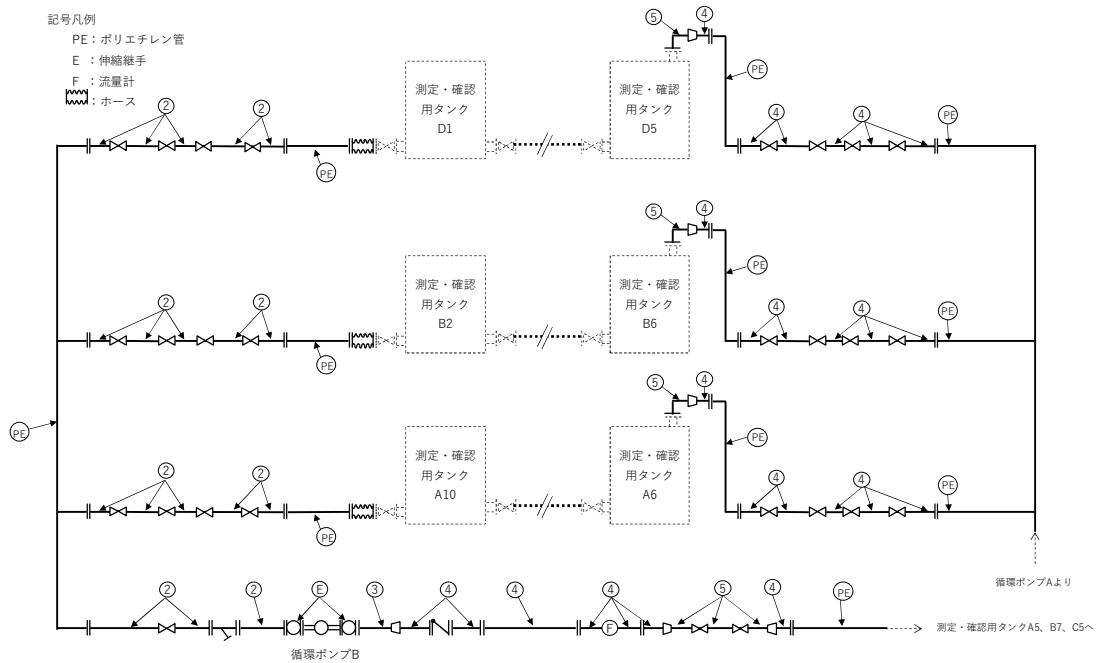 記号凡例
PE:ポリエチレン管
E :伸縮継手
F :流量計
:ホース
⑤ ④
PE
測定・確認
用タンク
D1
測定・確認
用タンク
D5
② ② ④ ④ PE
PE
⑤ ④
PE
測定・確認
用タンク
B2
測定・確認
用タンク
B6
② ② ④ ④ PE
PE
⑤ ④
PE
PE
測定・確認
用タンク
A10
測定・確認
用タンク
A6
② ② ④ ④ PE
PE
循環ポンプAより
② ② E ③ ④ ④ ④ ⑤ ④ PE
F
測定・確認用タンクA5、B7、C5へ
循環ポンプB